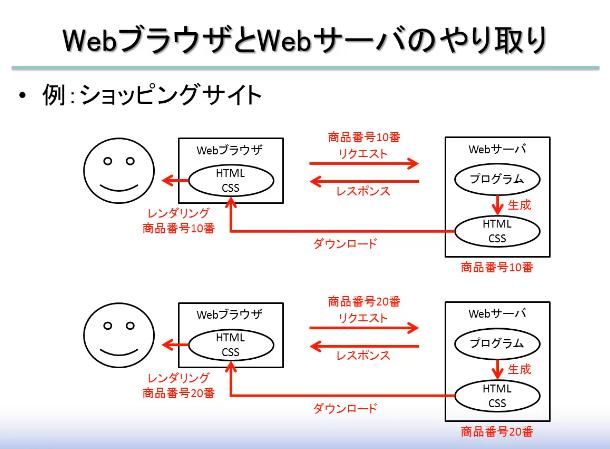 WebブラウザとWebサーバのやり取り
• 例：ショッピングサイト
商品番号10番
リクエスト
レスポンス
Webブラウザ
HTML
CSS
レンダリング
商品番号10番
ダウンロード
Webサーバ
プログラム
生成
HTML
CSS
商品番号10番
商品番号20番
リクエスト
レスポンス
Webブラウザ
HTML
CSS
レンダリング
商品番号20番
ダウンロード
Webサーバ
プログラム
生成
HTML
CSS
商品番号20番